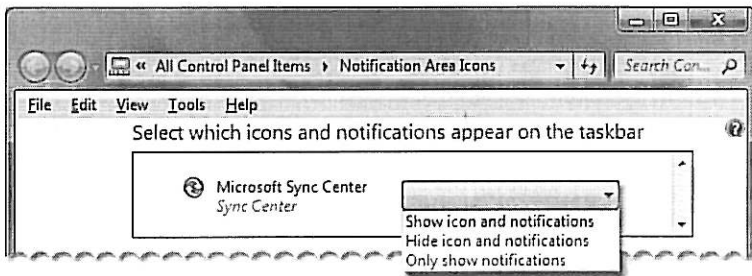 « All Control Panel Items › Notification Area Icons
Search Con...
File Edit View Tools Help
Select which icons and notifications appear on the taskbar
Microsoft Sync Center
Sync Center
Show icon and notifications
Hide icon and notifications
Only show notifications